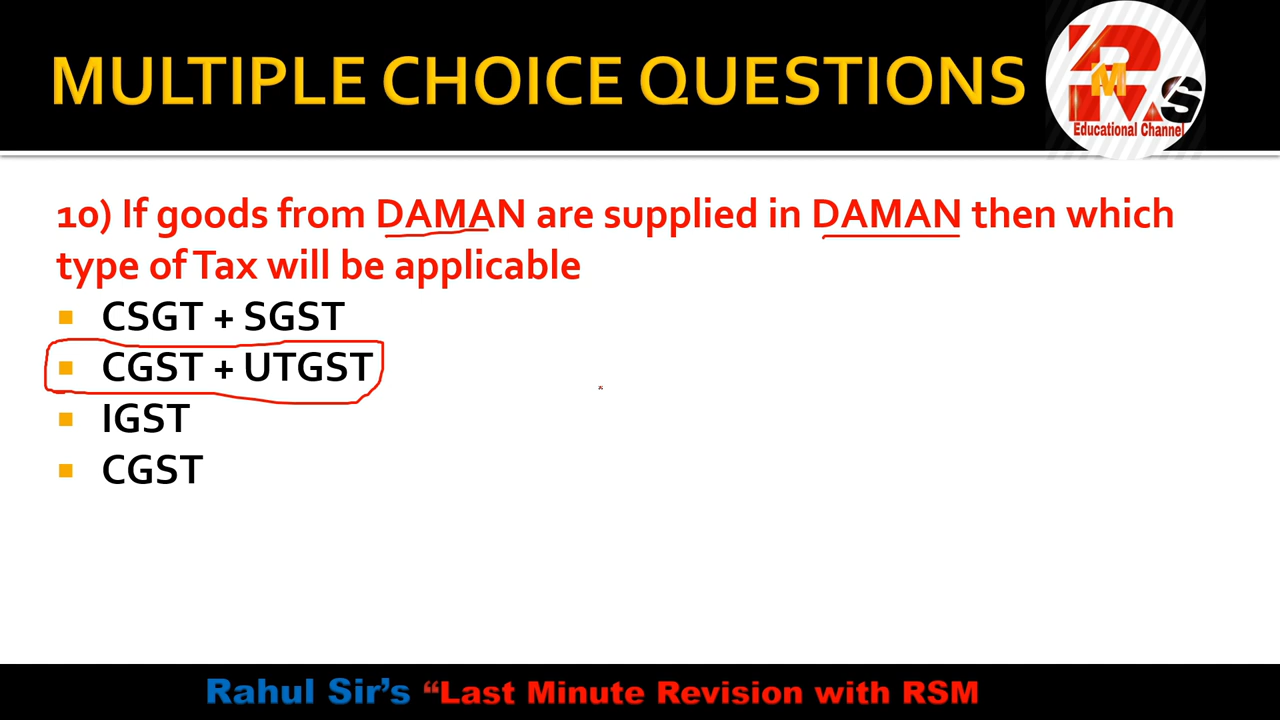 MULTIPLE CHOICE QUESTIONS
RMS
Educational Channel
10) If goods from DAMAN are supplied in DAMAN then which
type of Tax will be applicable
CSGT + SGST
CGST + UTGST
IGST
CGST
Rahul Sir's “Last Minute Revision with RSM